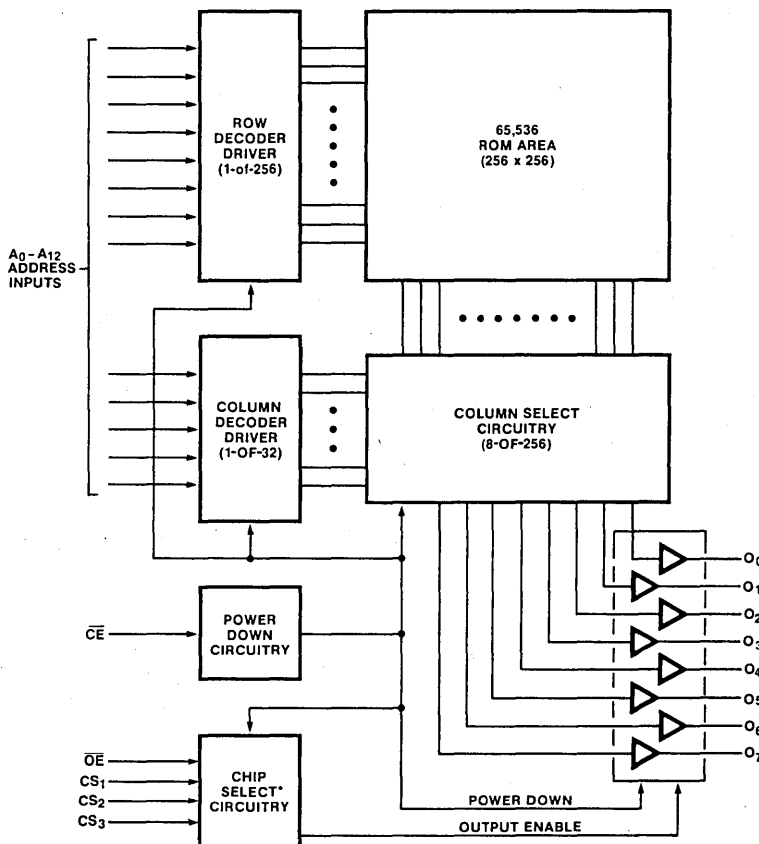 ROW
DECODER
DRIVER
(1-of-256)
65,536
ROM AREA
(256 x 256)
A0–A12
ADDRESS
INPUTS
COLUMN
DECODER
DRIVER
(1-OF-32)
COLUMN SELECT
CIRCUITRY
(8-OF-256)
O0
O1
O2
O3
O4
O5
O6
O7
C̅E̅
POWER
DOWN
CIRCUITRY
O̅E̅
CS1
CS2
CS3
CHIP
SELECT*
CIRCUITRY
POWER DOWN
OUTPUT ENABLE